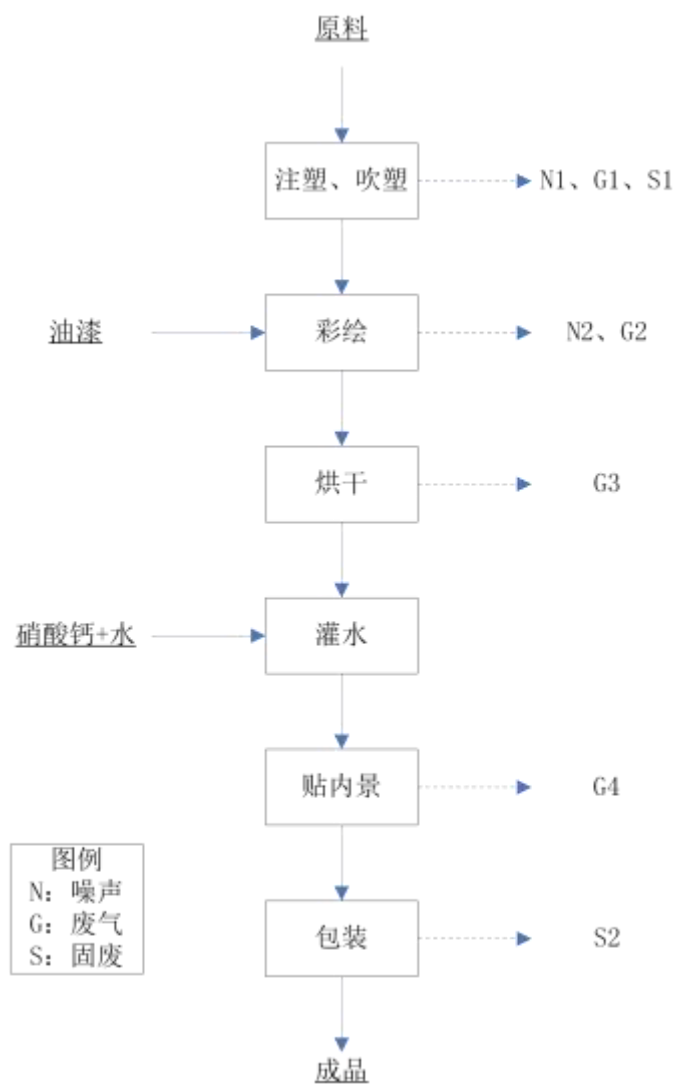 原料
注塑、吹塑
N1、G1、S1
油漆
彩绘
N2、G2
烘干
G3
硝酸钙+水
灌水
贴内景
G4
图例
N：噪声
G：废气
S：固废
包装
S2
成品